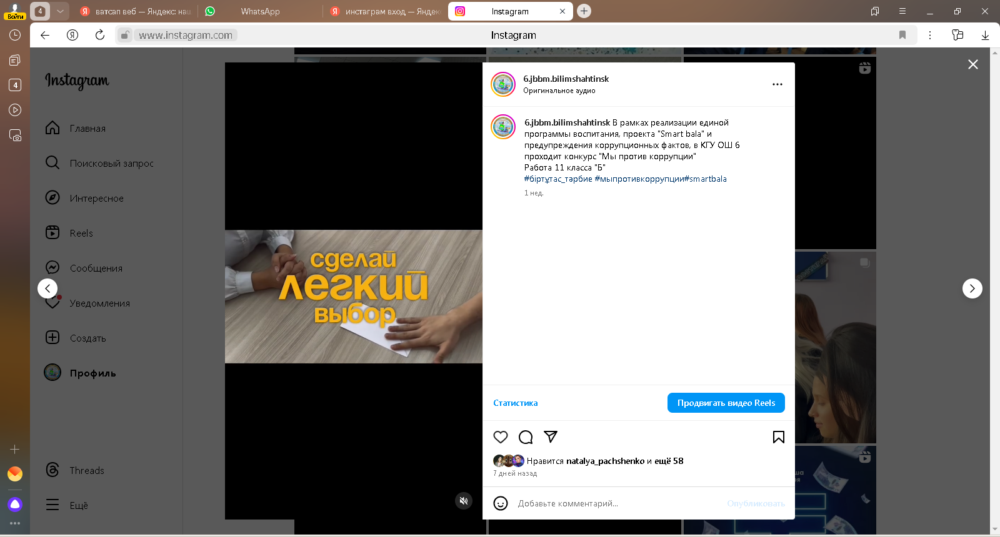 Войти
4
ватсап веб — Яндекс: наш
WhatsApp
инстаграм вход — Яндекс
Instagram
www.instagram.com
Instagram
4
Instagram
Главная
Поисковый запрос
Интересное
Reels
Сообщения
Уведомления
Создать
Профиль
Threads
Ещё
сделай
легкий
выбор
6.jbbm.bilimshahtinsk
Оригинальное аудио
6.jbbm.bilimshahtinsk В рамках реализации единой
программы воспитания, проекта "Smart bala" и
предупреждения коррупционных фактов, в КГУ ОШ 6
проходит конкурс "Мы против коррупции"
Работа 11 класса "Б"
#біртұтас_тәрбие #мыпротивкоррупции#smartbala
1 нед.
Статистика
Продвигать видео Reels
Нравится natalya_pachshenko и ещё 58
7 дней назад
Добавьте комментарий...
Опубликовать